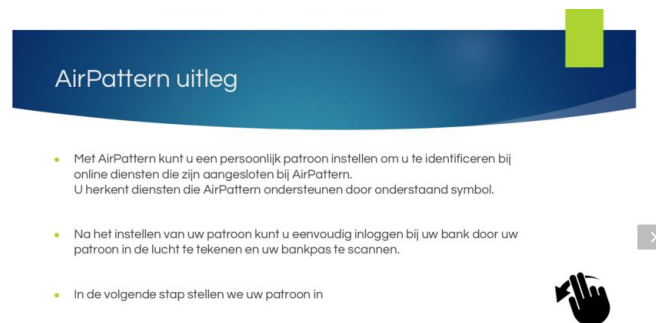 AirPattern uitleg
Met AirPattern kunt u een persoonlijk patroon instellen om u te identificeren bij
online diensten die zijn aangesloten bij AirPattern.
U herkent diensten die AirPattern ondersteunen door onderstaand symbol.
Na het instellen van uw patroon kunt u eenvoudig inloggen bij uw bank door uw
patroon in de lucht te tekenen en uw bankpas te scannen.
In de volgende stap stellen we uw patroon in